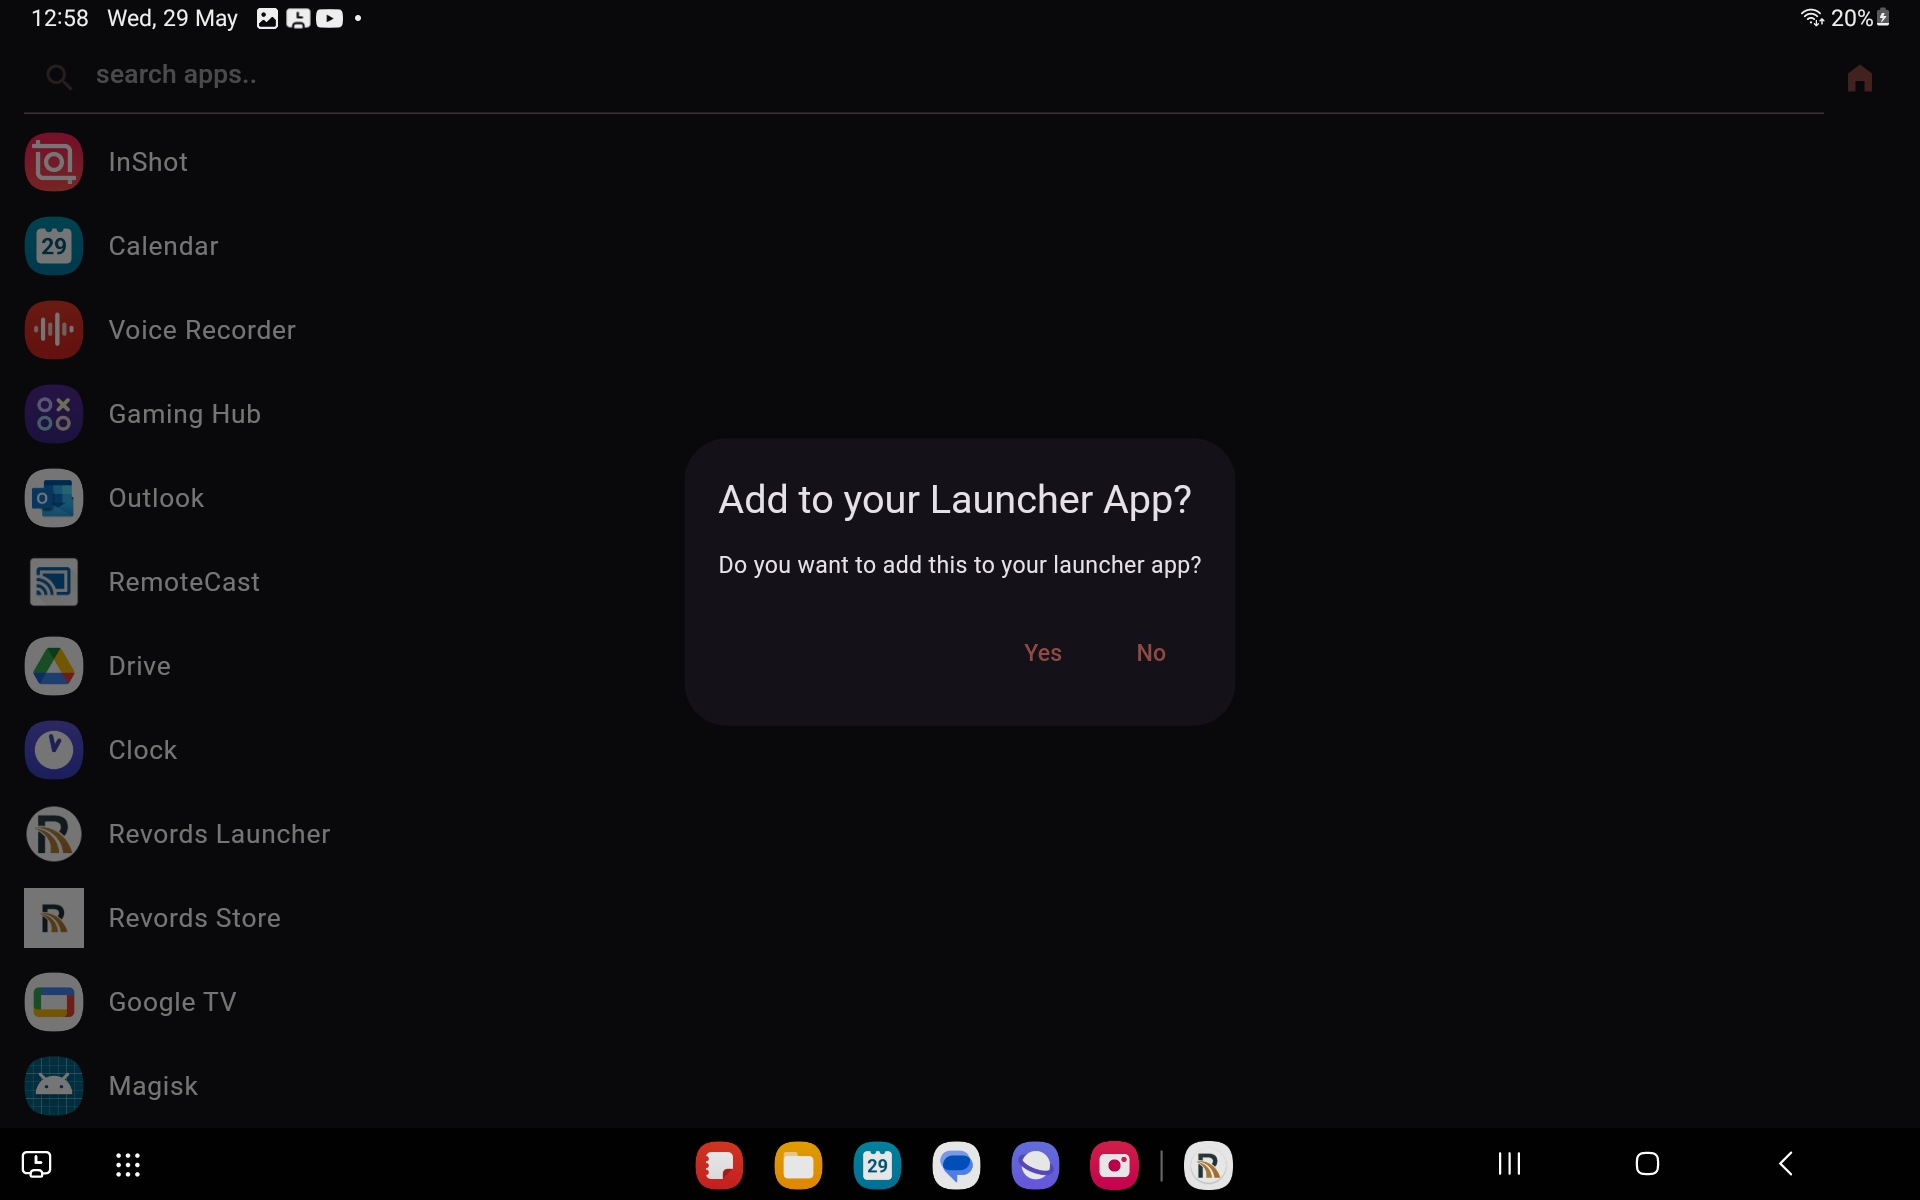 12:58 Wed, 29 May
20%
search apps..
InShot
29
Calendar
Voice Recorder
Gaming Hub
O
Outlook
RemoteCast
Drive
Clock
R
Revords Launcher
R
Revords Store
Google TV
Magisk
Add to your Launcher App?
Do you want to add this to your launcher app?
Yes No
29
R